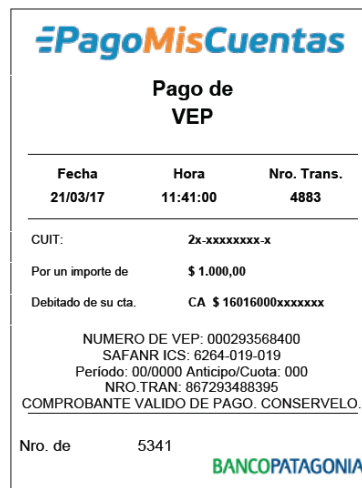 PagoMisCuentas
Pago de
VEP
Fecha Hora Nro. Trans.
21/03/17 11:41:00 4883
CUIT: 2x-xxxxxxxx-x
Por un importe de $ 1.000,00
Debitado de su cta. CA $ 16016000xxxxxxx
NUMERO DE VEP: 000293568400
SAFANR ICS: 6264-019-019
Período: 00/0000 Anticipo/Cuota: 000
NRO.TRAN: 867293488395
COMPROBANTE VALIDO DE PAGO. CONSERVELO.
Nro. de 5341
BANCOPATAGONIA